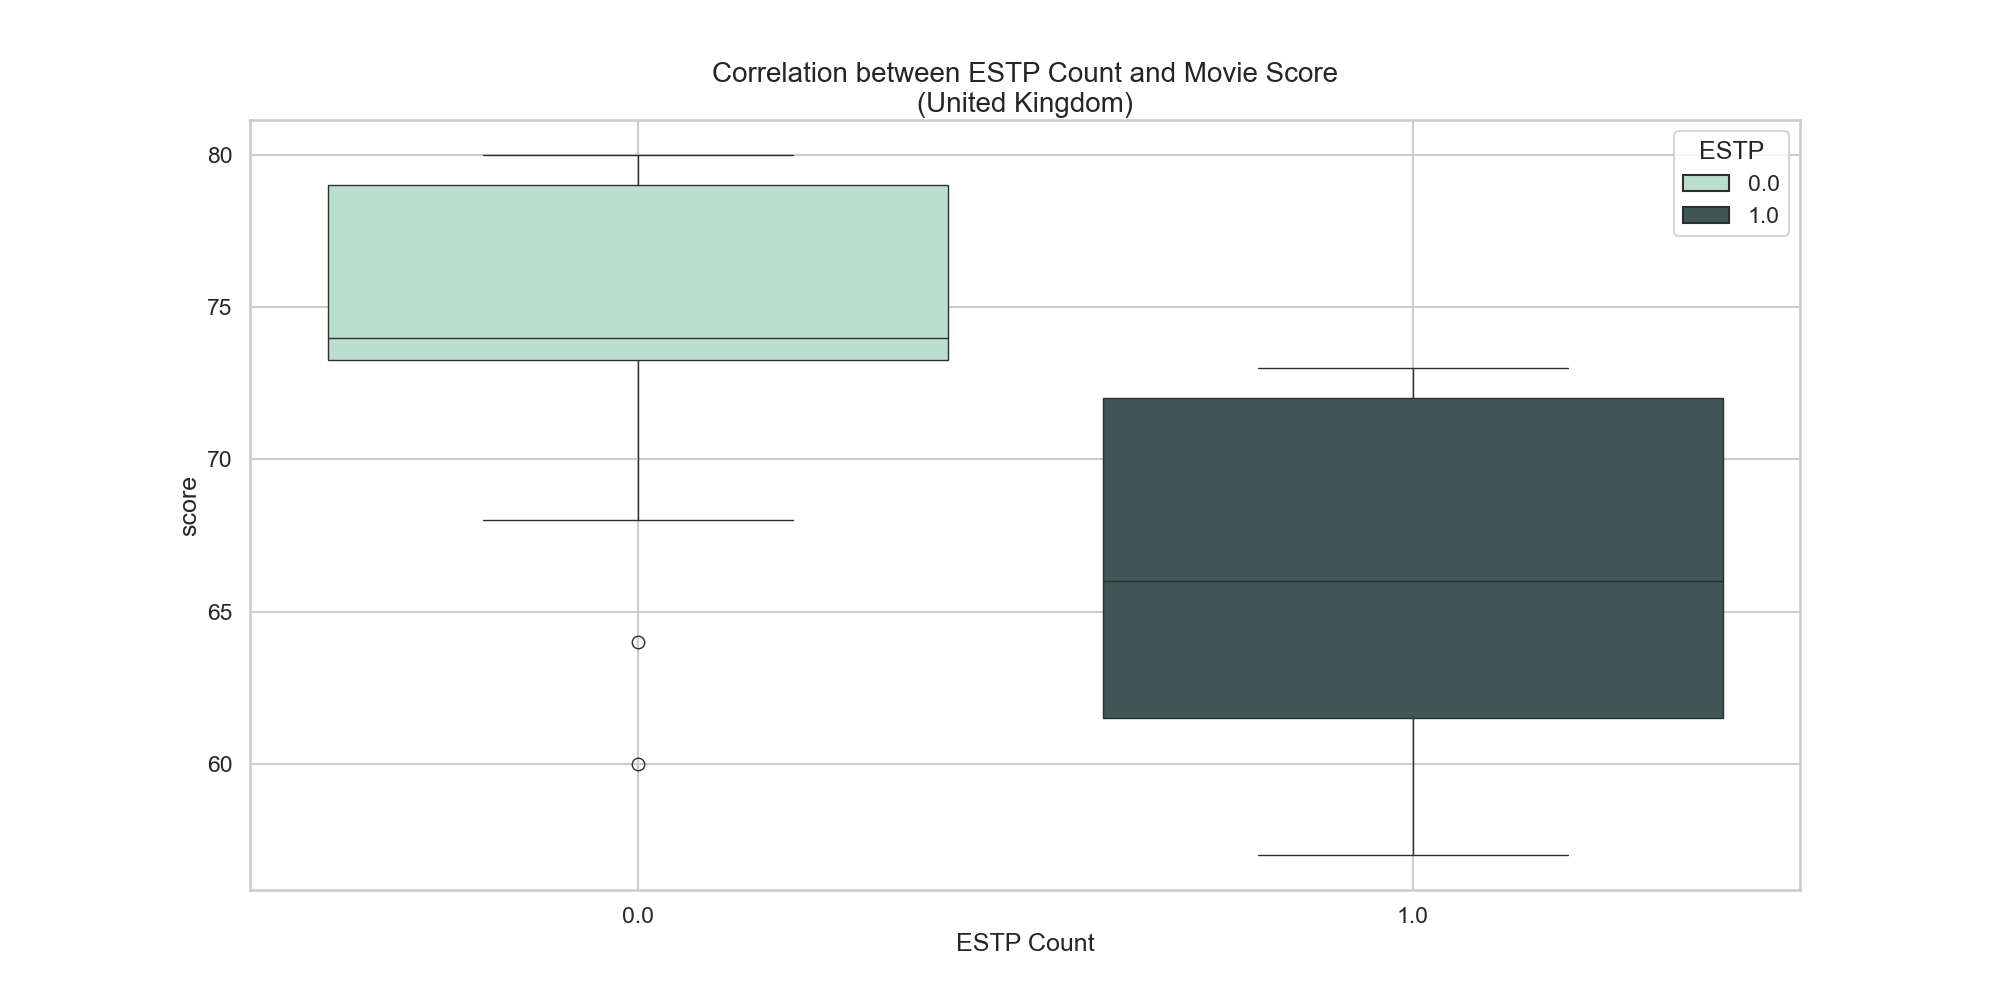 Correlation between ESTP Count and Movie Score
(United Kingdom)
80
75
70
65
60
score
ESTP
0.0
1.0
0.0
1.0
ESTP Count